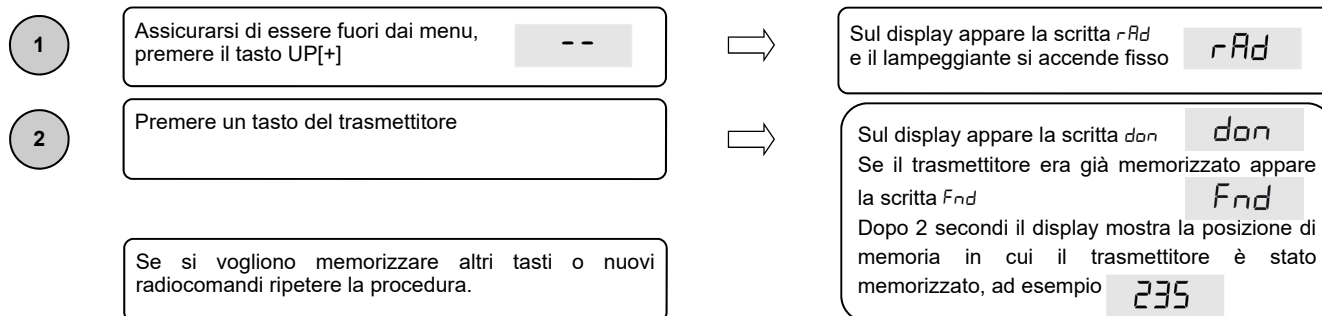 1
Assicurarsi di essere fuori dai menu,
premere il tasto UP[+]
- -
Sul display appare la scritta rAd
e il lampeggiante si accende fisso
rAd
2
Premere un tasto del trasmettitore
Sul display appare la scritta don
don
Se il trasmettitore era già memorizzato appare
la scritta Fnd
Fnd
Dopo 2 secondi il display mostra la posizione di
memoria in cui il trasmettitore è stato
memorizzato, ad esempio
235
Se si vogliono memorizzare altri tasti o nuovi
radiocomandi ripetere la procedura.